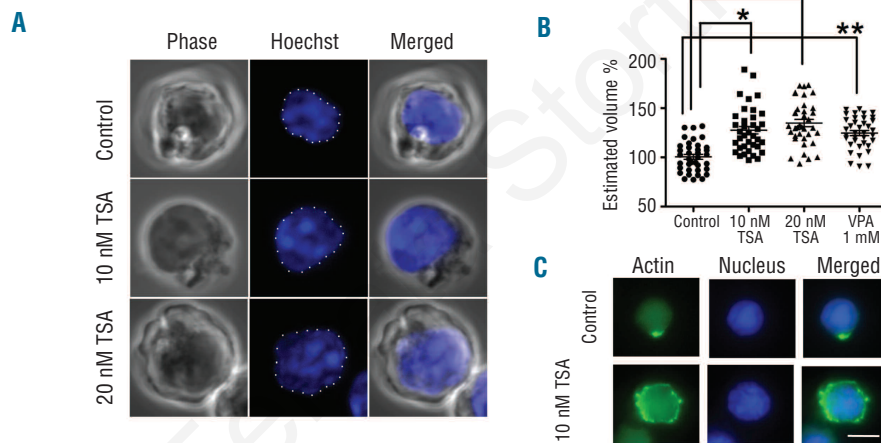 A
Phase Hoechst Merged
Control
10 nM TSA
20 nM TSA
B
*
**
Estimated volume %
200
150
100
50
Control 10 nM 20 nM VPA
TSA TSA 1 mM
C
Actin Nucleus Merged
Control
10 nM TSA